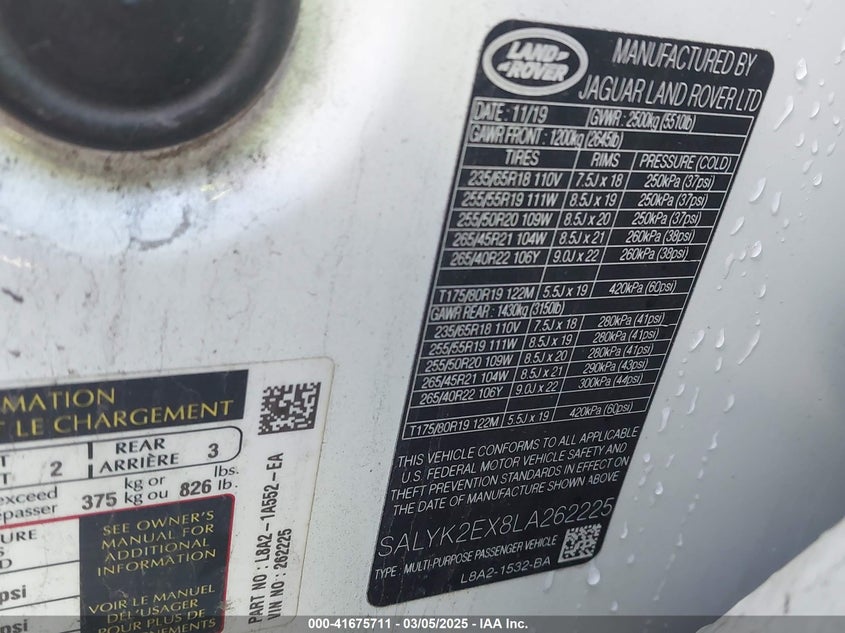 LAND
ROVER
MANUFACTURED BY
JAGUAR LAND ROVER LTD
DATE: 11/19 GVWR: 2500kg (5510lb)
GAWR FRONT: 1200kg (2645lb)
TIRES RIMS PRESSURE (COLD)
235/65R18 110V 7.5J x 18 250kPa (37psi)
255/55R19 111W 8.5J x 19 250kPa (37psi)
255/50R20 109W 8.5J x 20 250kPa (37psi)
265/45R21 104W 8.5J x 21 260kPa (38psi)
265/40R22 106Y 9.0J x 22 260kPa (38psi)
T175/80R19 122M 5.5J x 19 420kPa (60psi)
GAWR REAR: 1430kg (3150lb)
235/65R18 110V 7.5J x 18 280kPa (41psi)
255/55R19 111W 8.5J x 19 280kPa (41psi)
255/50R20 109W 8.5J x 20 280kPa (41psi)
265/45R21 104W 8.5J x 21 290kPa (43psi)
265/40R22 106Y 9.0J x 22 300kPa (44psi)
T175/80R19 122M 5.5J x 19 420kPa (60psi)
THIS VEHICLE CONFORMS TO ALL APPLICABLE
U.S. FEDERAL MOTOR VEHICLE SAFETY AND
THEFT PREVENTION STANDARDS IN EFFECT ON
THE DATE OF MANUFACTURE SHOWN ABOVE
SALYK2EX8LA262225
TYPE: MULTI-PURPOSE PASSENGER VEHICLE
L8A2-1532-BA
LE CHARGEMENT
2 REAR
ARRIÈRE 3
exceed 375 kg or 826 lbs.
kg ou lb.
SEE OWNER'S
MANUAL FOR
ADDITIONAL
INFORMATION
VOIR LE MANUEL
DE L'USAGER
POUR PLUS DE
psi
psi
PART NO: L8A2-1A552-EA
VIN NO: 262225
000-41675711 - 03/05/2025 - IAA Inc.